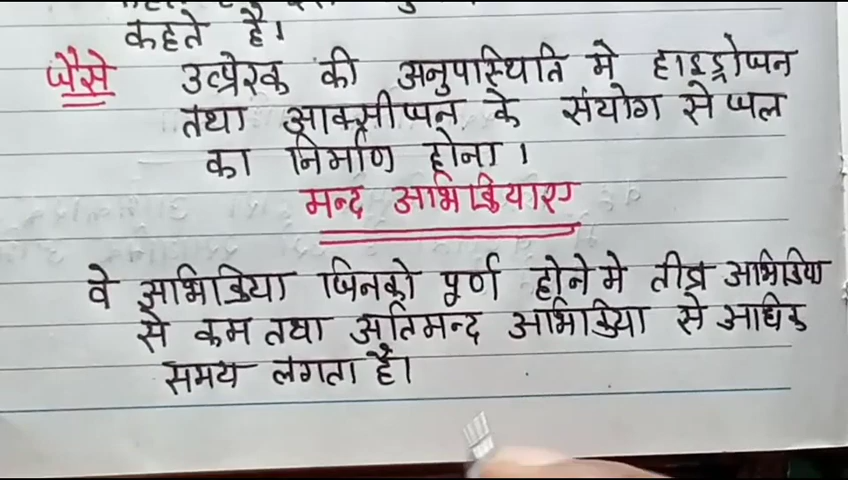 कहते है।
जैसे उत्प्रेरक की अनुपास्थिति मे हाइड्रोजन
तथा आक्सीजन के संयोग से जल
का निर्माण होना।
मन्द अभिक्रियाए
वे अभिक्रिया जिनको पूर्ण होने मे तीव्र अभिक्रिया
से कम तथा अतिमन्द अभिक्रिया से अधिक
समय लगता है।